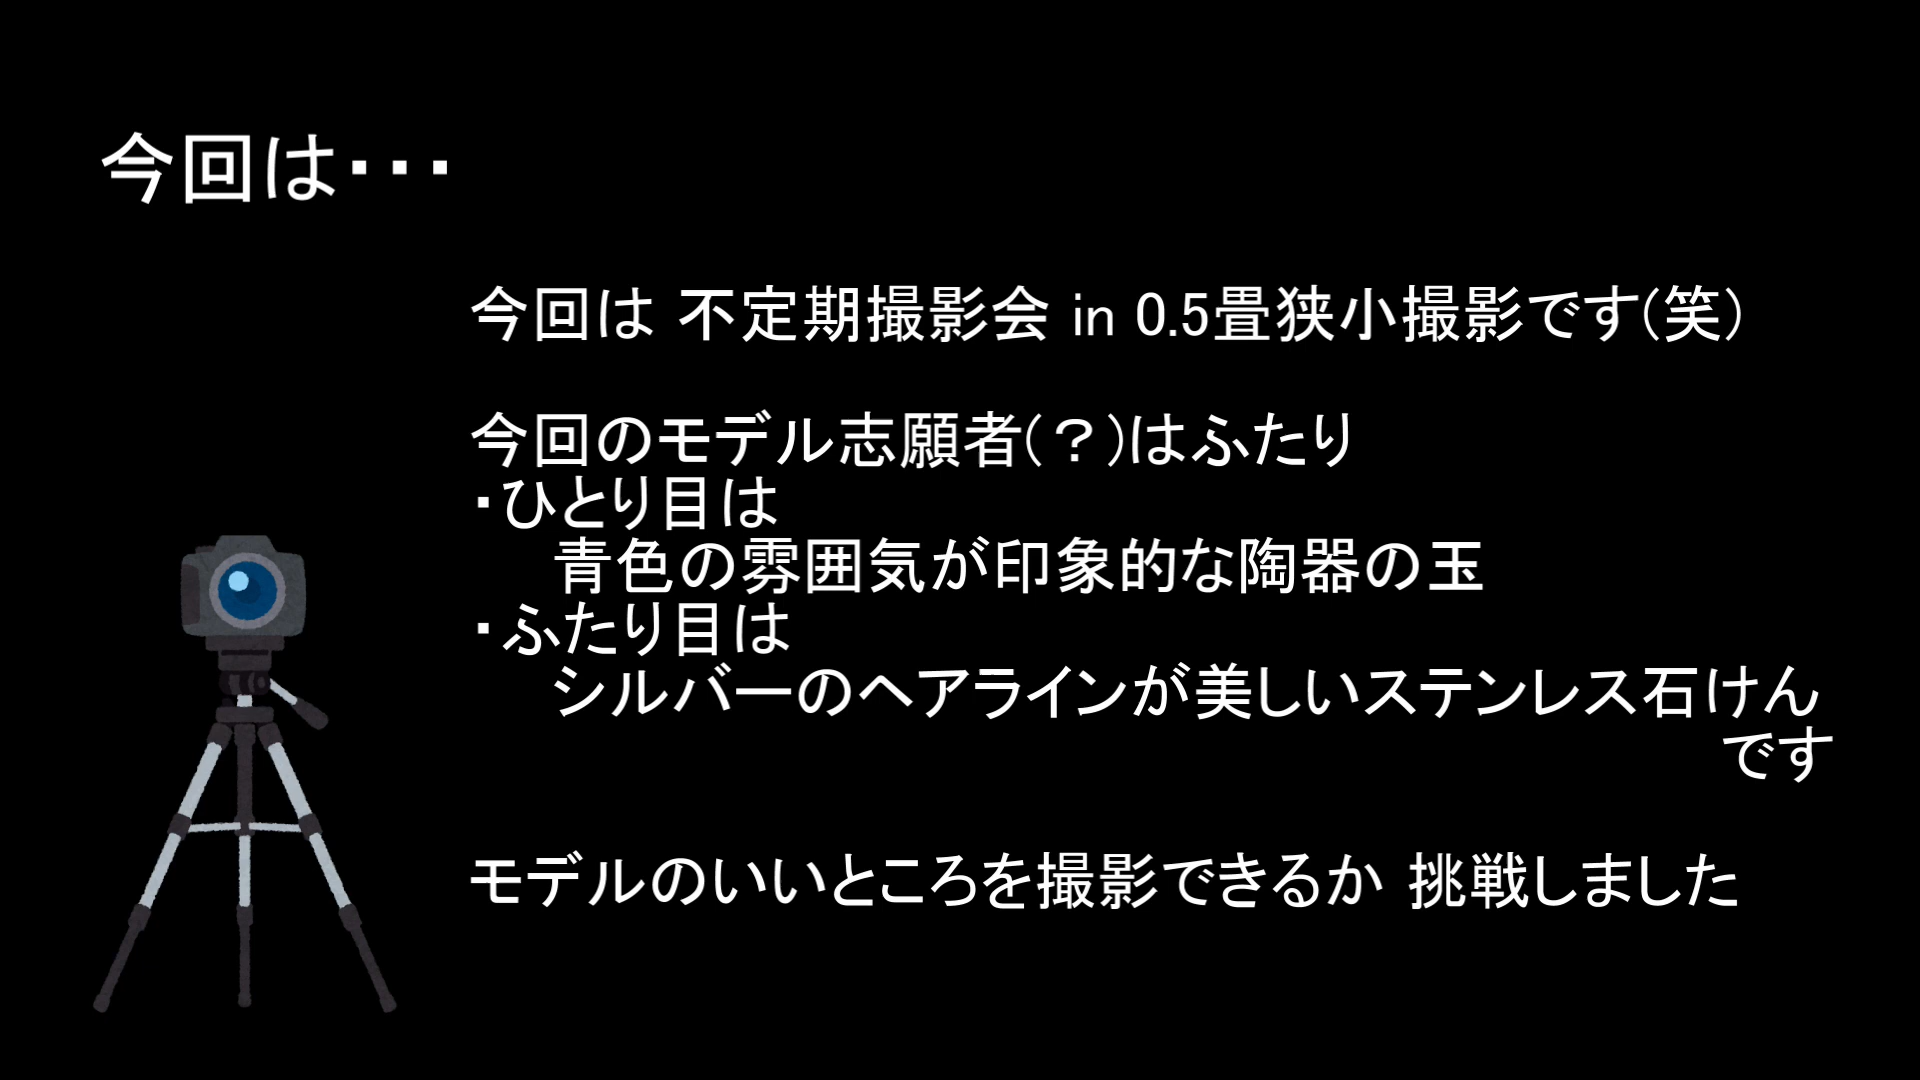 今回は・・・
今回は 不定期撮影会 in 0.5畳狭小撮影です(笑)
今回のモデル志願者(？)はふたり
・ひとり目は
青色の雰囲気が印象的な陶器の玉
・ふたり目は
シルバーのヘアラインが美しいステンレス石けん
です
モデルのいいところを撮影できるか 挑戦しました